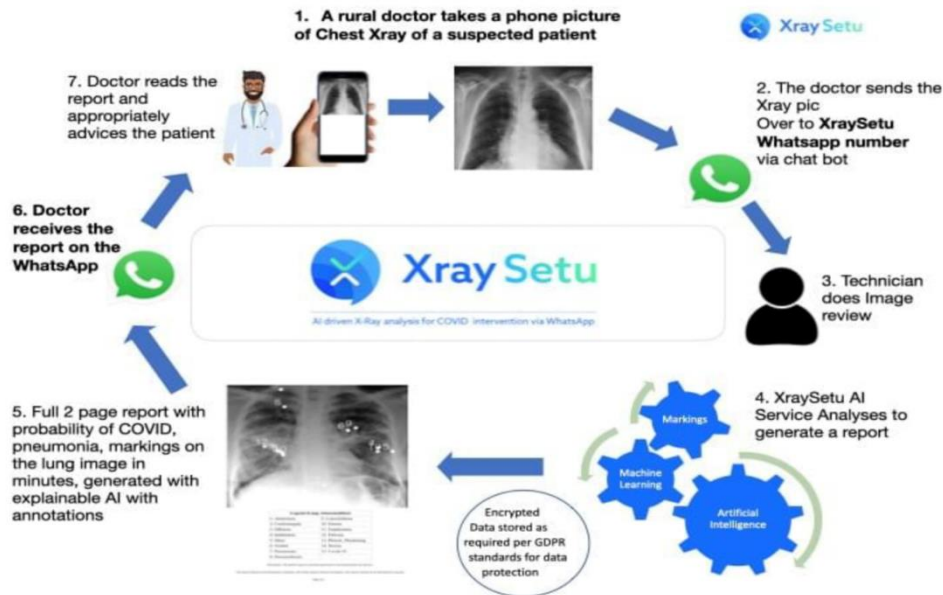 1. A rural doctor takes a phone picture
of Chest Xray of a suspected patient
Xray Setu
2. The doctor sends the
Xray pic
Over to XraySetu
Whatsapp number
via chat bot
3. Technician
does Image
review
4. XraySetu AI
Service Analyses to
generate a report
Markings
Machine
Learning
Artificial
Intelligence
Encrypted
Data stored as
required per GDPR
standards for data
protection
5. Full 2 page report with
probability of COVID,
pneumonia, markings on
the lung image in
minutes, generated with
explainable AI with
annotations
6. Doctor
receives the
report on the
WhatsApp
7. Doctor reads the
report and
appropriately
advices the patient
Xray Setu
AI driven X-Ray analysis for COVID intervention via WhatsApp